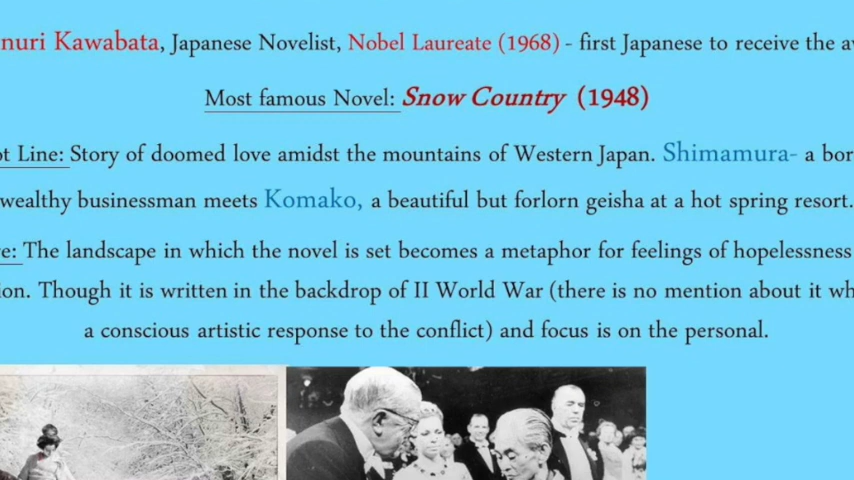 nuri Kawabata, Japanese Novelist, Nobel Laureate (1968) - first Japanese to receive the a
Most famous Novel: Snow Country (1948)
ot Line: Story of doomed love amidst the mountains of Western Japan. Shimamura- a bor
wealthy businessman meets Komako, a beautiful but forlorn geisha at a hot spring resort.
e: The landscape in which the novel is set becomes a metaphor for feelings of hopelessness
ion. Though it is written in the backdrop of II World War (there is no mention about it wh
a conscious artistic response to the conflict) and focus is on the personal.